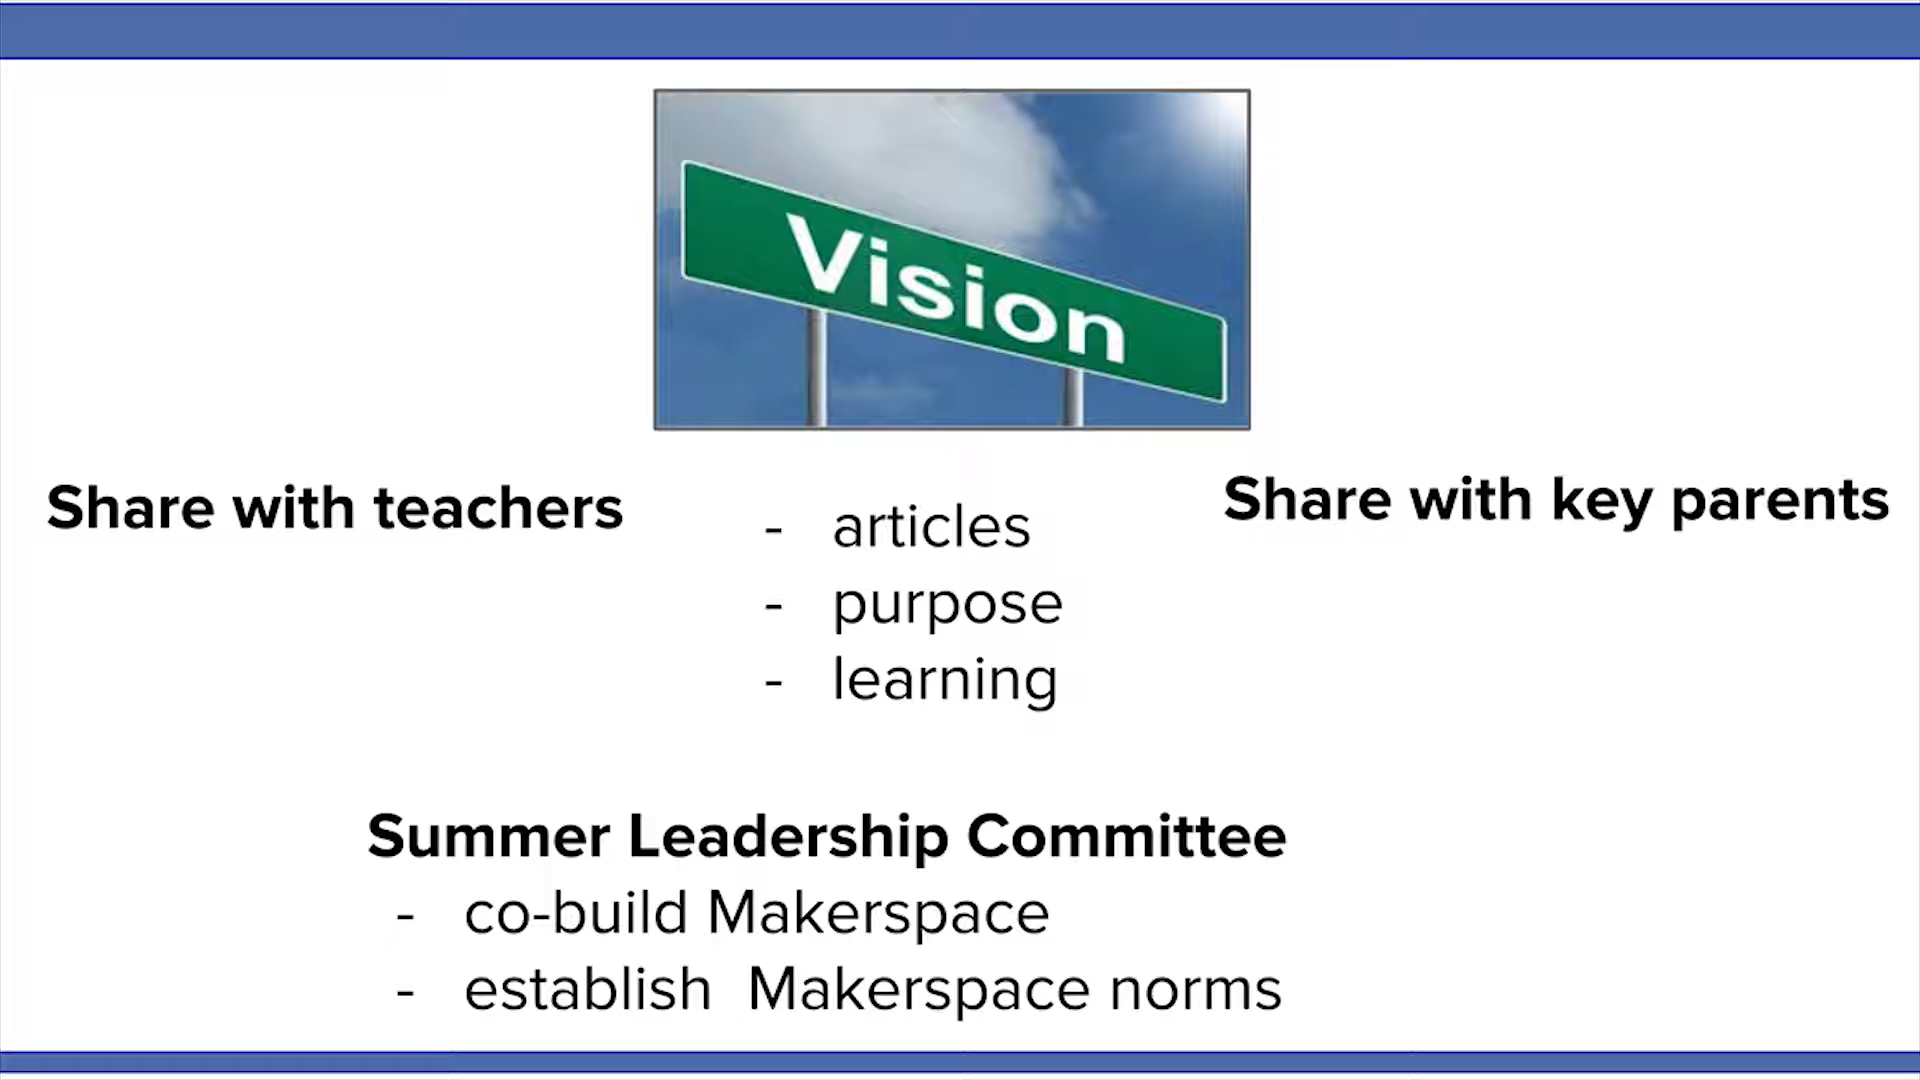 Vision
Share with teachers
- articles
- purpose
- learning
Share with key parents
Summer Leadership Committee
- co-build Makerspace
- establish Makerspace norms